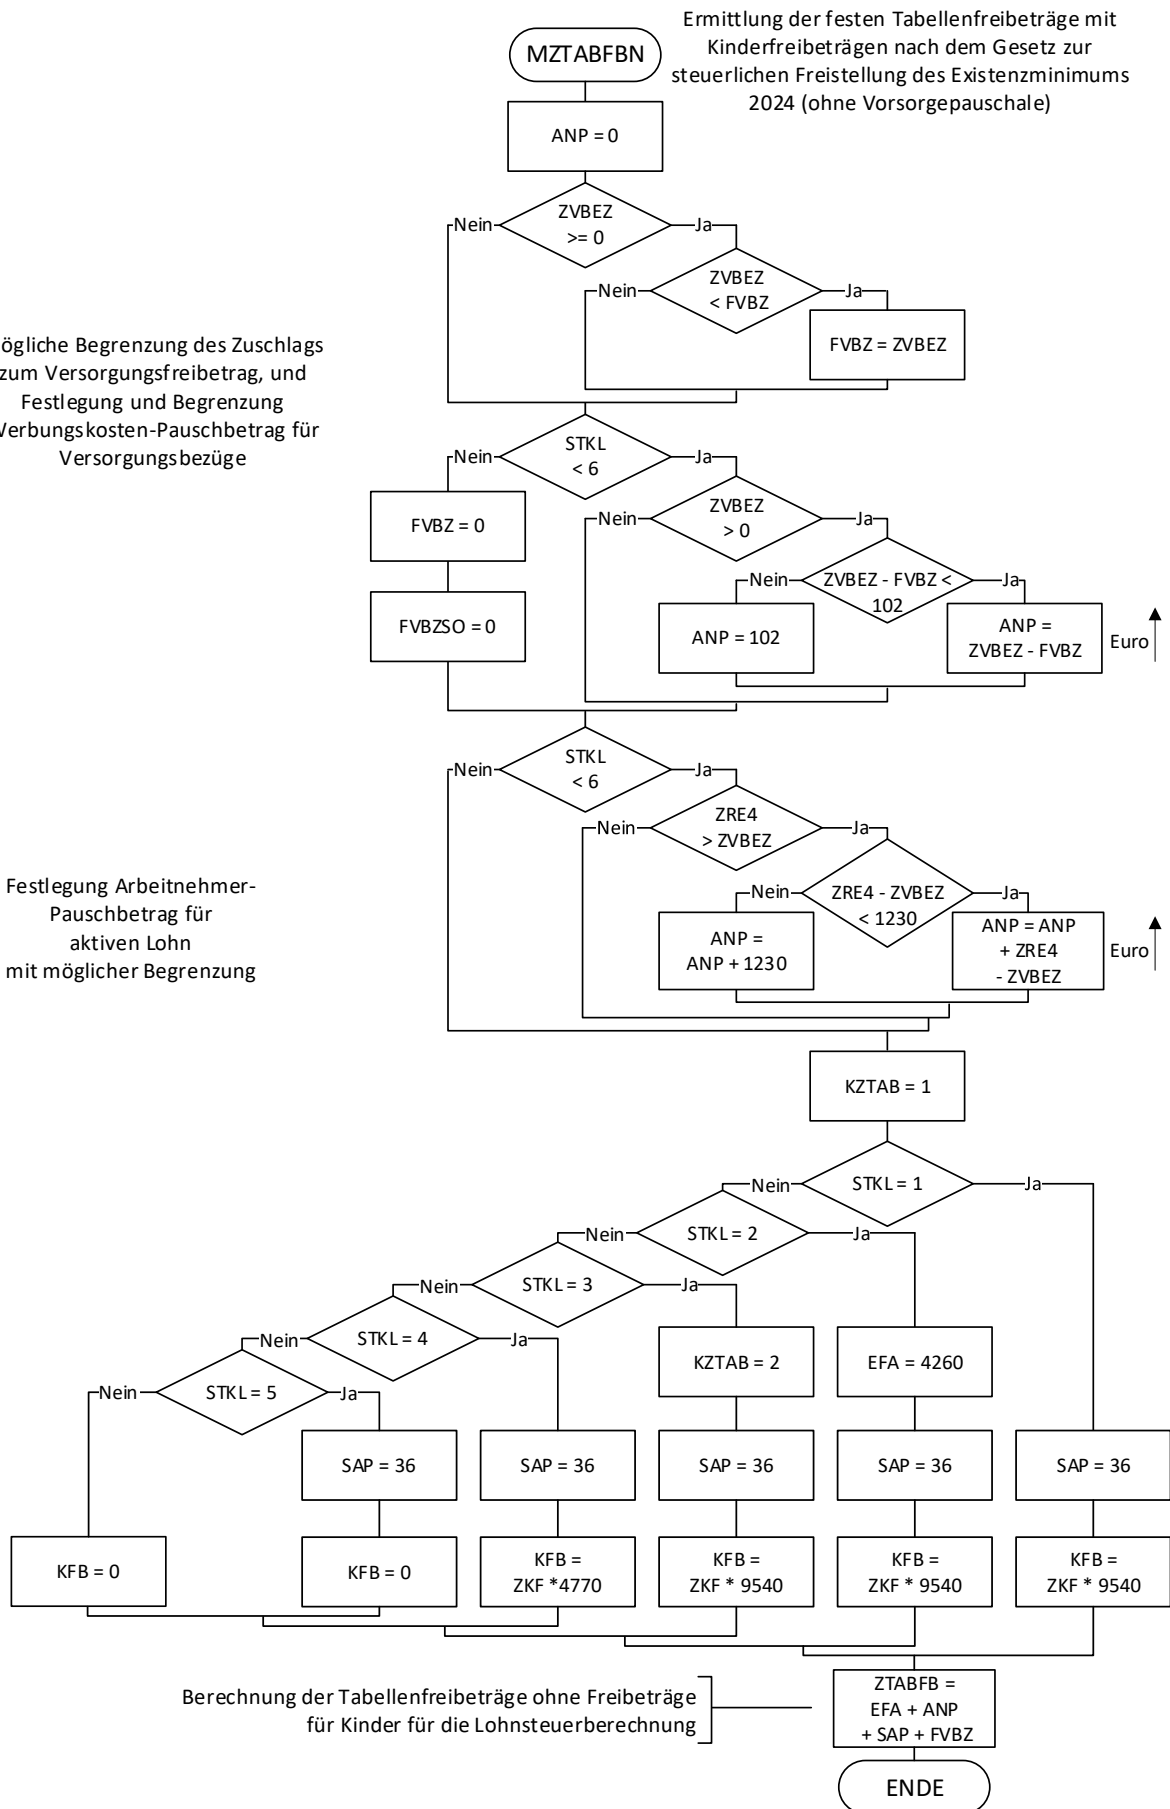 MZTABFBN
Ermittlung der festen Tabellenfreibeträge mit
Kinderfreibeträgen nach dem Gesetz zur
steuerlichen Freistellung des Existenzminimums
2024 (ohne Vorsorgepauschale)
ANP = 0
ZVBEZ
>= 0
Nein
Ja
ZVBEZ
< FVBZ
Nein
Ja
FVBZ = ZVBEZ
ögliche Begrenzung des Zuschlags
zum Versorgungsfreibetrag, und
Festlegung und Begrenzung
Werbungskosten-Pauschbetrag für
Versorgungsbezüge
STKL
< 6
Nein
Ja
FVBZ = 0
FVBZSO = 0
ZVBEZ
> 0
Nein
Ja
ZVBEZ - FVBZ <
102
Nein
Ja
ANP = 102
ANP =
ZVBEZ - FVBZ
Euro
STKL
< 6
Nein
Ja
ZRE4
> ZVBEZ
Nein
Ja
Festlegung Arbeitnehmer-
Pauschbetrag für
aktiven Lohn
mit möglicher Begrenzung
ZRE4 - ZVBEZ
< 1230
Nein
Ja
ANP =
ANP + 1230
ANP = ANP
+ ZRE4
- ZVBEZ
Euro
KZTAB = 1
STKL = 1
Nein
Ja
STKL = 2
Nein
Ja
STKL = 3
Nein
Ja
STKL = 4
Nein
Ja
STKL = 5
Nein
Ja
KZTAB = 2
EFA = 4260
SAP = 36
SAP = 36
SAP = 36
SAP = 36
SAP = 36
KFB = 0
KFB = 0
KFB =
ZKF *4770
KFB =
ZKF * 9540
KFB =
ZKF * 9540
KFB =
ZKF * 9540
Berechnung der Tabellenfreibeträge ohne Freibeträge
für Kinder für die Lohnsteuerberechnung
ZTABFB =
EFA + ANP
+ SAP + FVBZ
ENDE